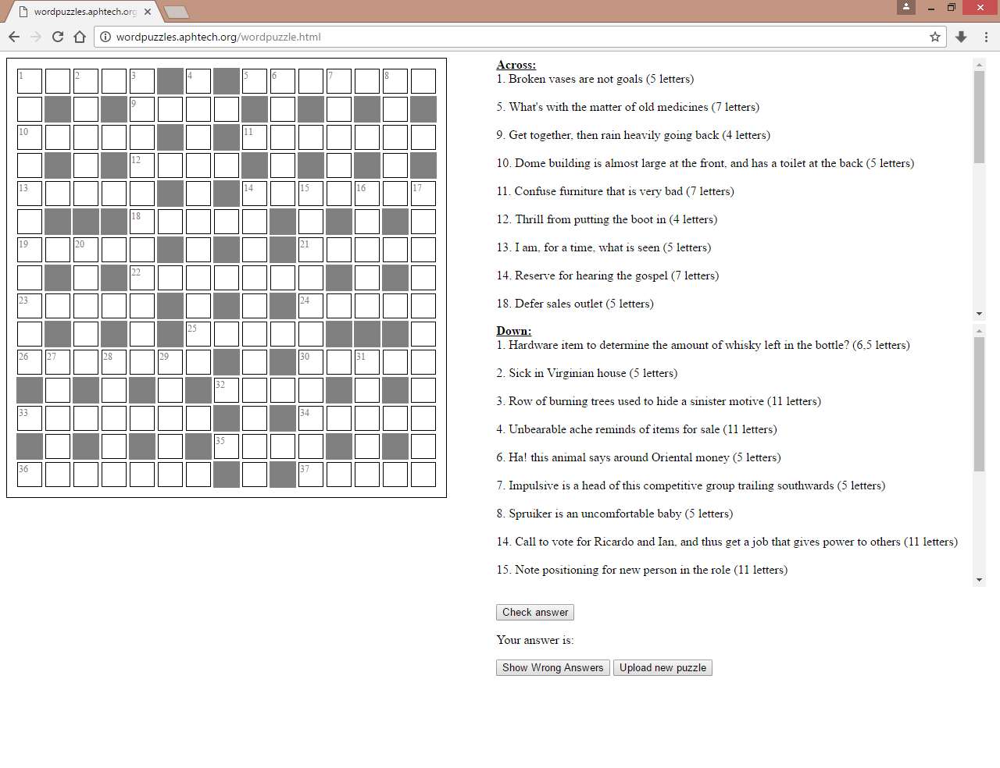 wordpuzzles.aphtech.org
wordpuzzles.aphtech.org/wordpuzzle.html
1 2 3 4 5 6 7 8
9
10 11
12
13 14 15 16 17
18
19 20 21
22
23 24
25
26 27 28 29 30 31
32
33 34
35
36 37
Across:
1. Broken vases are not goals (5 letters)
5. What's with the matter of old medicines (7 letters)
9. Get together, then rain heavily going back (4 letters)
10. Dome building is almost large at the front, and has a toilet at the back (5 letters)
11. Confuse furniture that is very bad (7 letters)
12. Thrill from putting the boot in (4 letters)
13. I am, for a time, what is seen (5 letters)
14. Reserve for hearing the gospel (7 letters)
18. Defer sales outlet (5 letters)
Down:
1. Hardware item to determine the amount of whisky left in the bottle? (6,5 letters)
2. Sick in Virginian house (5 letters)
3. Row of burning trees used to hide a sinister motive (11 letters)
4. Unbearable ache reminds of items for sale (11 letters)
6. Ha! this animal says around Oriental money (5 letters)
7. Impulsive is a head of this competitive group trailing southwards (5 letters)
8. Spruiker is an uncomfortable baby (5 letters)
14. Call to vote for Ricardo and Ian, and thus get a job that gives power to others (11 letters)
15. Note positioning for new person in the role (11 letters)
Check answer
Your answer is:
Show Wrong Answers Upload new puzzle